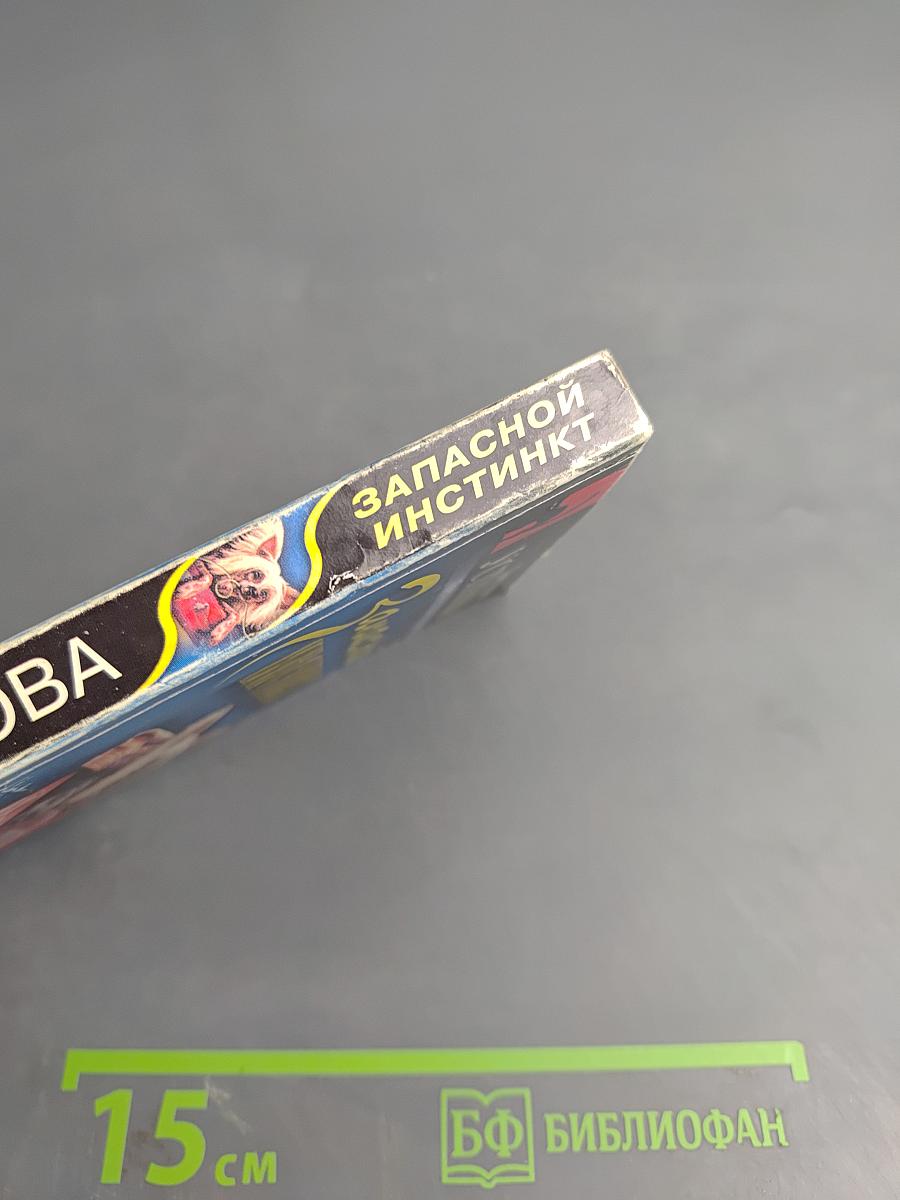 ЗАПАСНОЙ
ИНСТИНКТ
ОВА
15 см
БФ БИБЛИОФАН